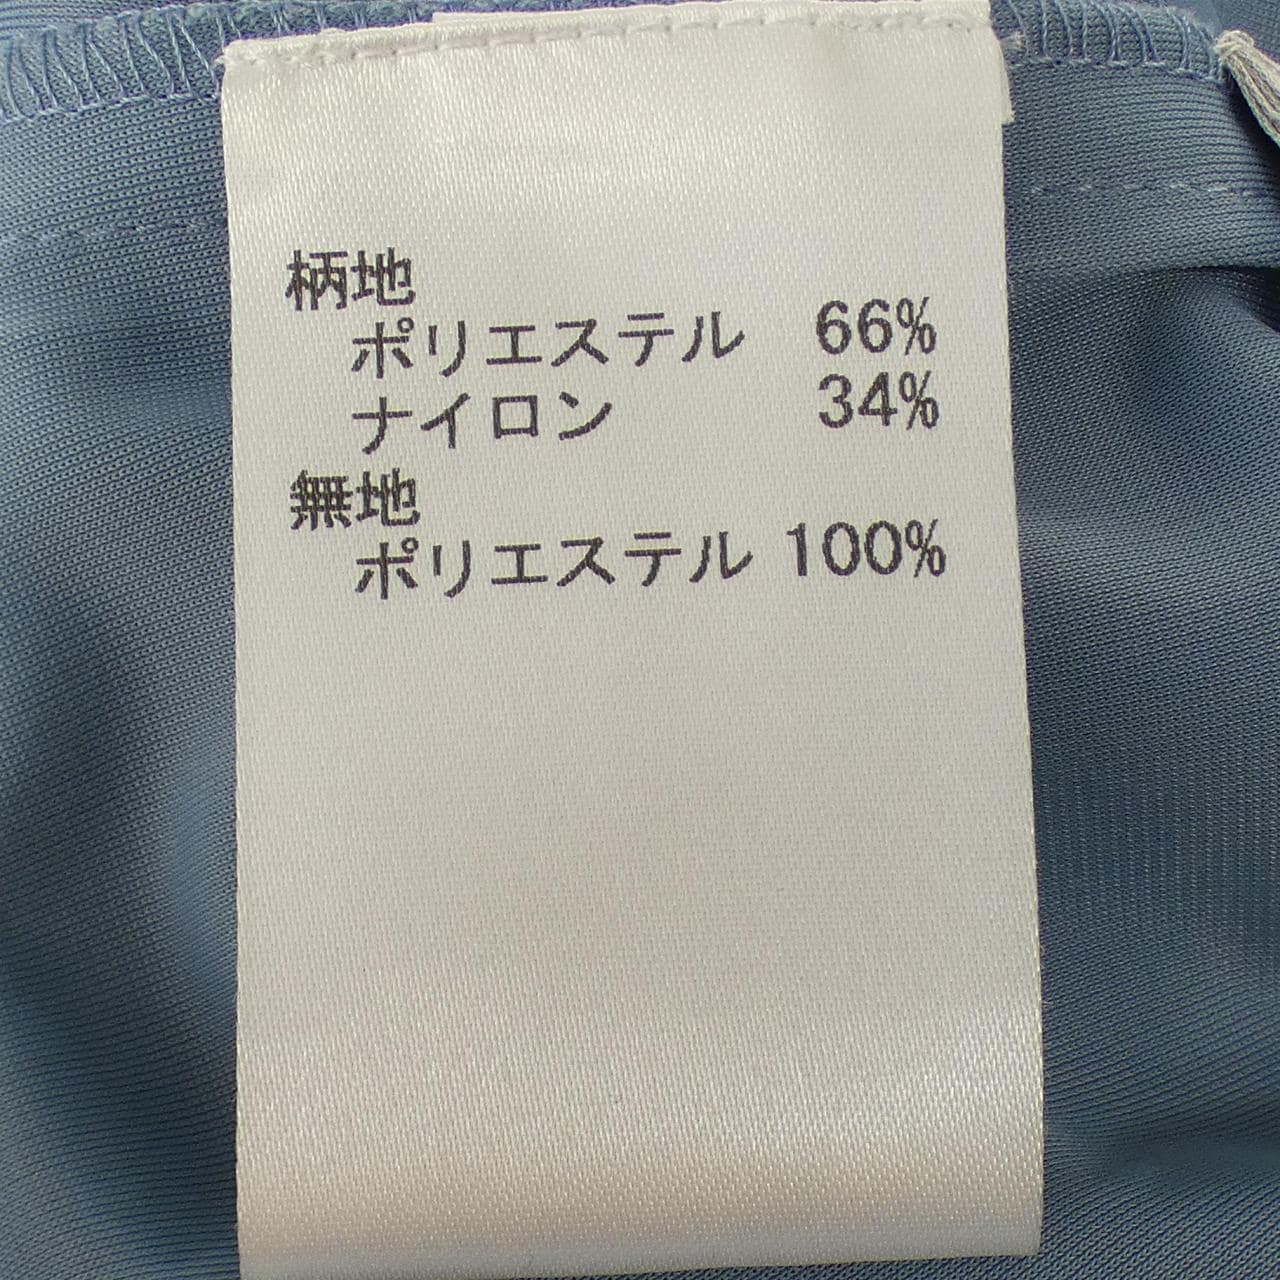 柄地
ポリエステル 66%
ナイロン 34%
無地
ポリエステル 100%